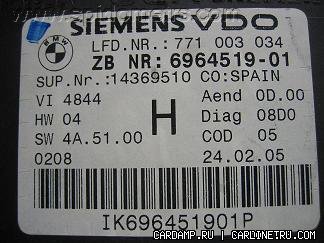 SIEMENS VDO
BMW
LFD.NR.: 771 003 034
ZB NR: 6964519-01
SUP.Nr.:14369510 CO:SPAIN
VI 4844 Aend 0D.00
HW 04 H Diag 08D0
SW 4A.51.00 COD 05
0208 24.02.05
IK696451901P
CARDAMP.RU | CARLINETRU.COM